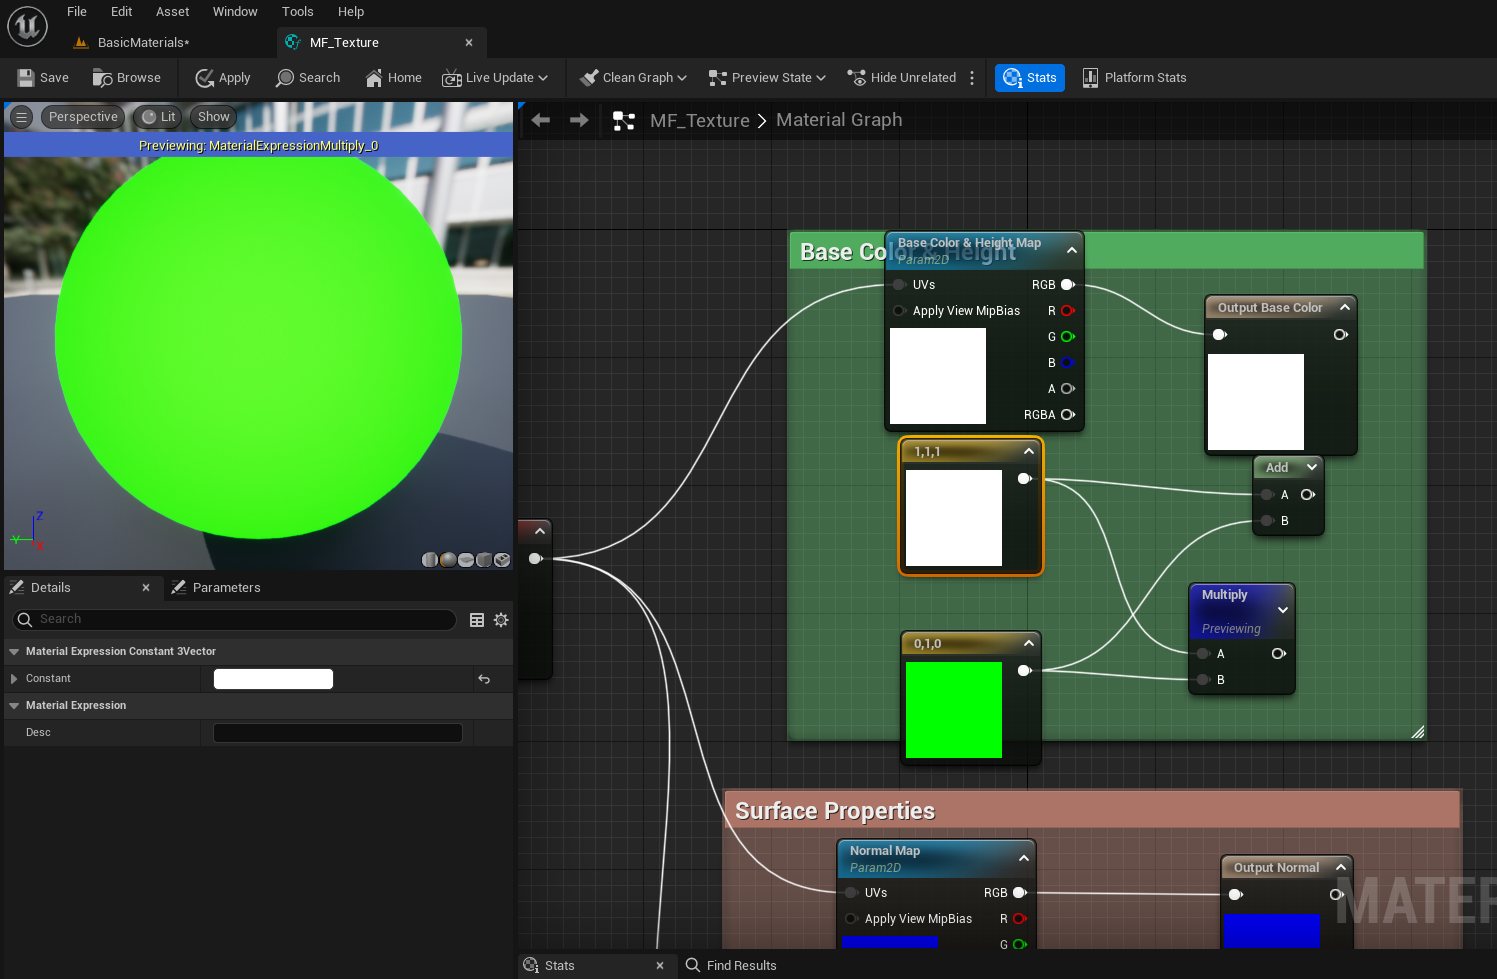 File Edit Asset Window Tools Help
BasicMaterials*
MF_Texture
Save Browse Apply Search Home Live Update Clean Graph Preview State Hide Unrelated Stats Platform Stats
Perspective Lit Show
Previewing: MaterialExpressionMultiply_0
Z
Y
X
Details
Parameters
Search
Material Expression Constant 3Vector
Constant
Material Expression
Desc
MF_Texture > Material Graph
Base Color & Height
Base Color & Height Map
Param2D
UVs RGB
Apply View MipBias R
G
B
A
RGBA
Output Base Color
1,1,1
Add
A
B
0,1,0
Multiply
Previewing
A
B
Surface Properties
Normal Map
Param2D
UVs RGB
Apply View MipBias R
G
Output Normal
MATER
Stats
Find Results